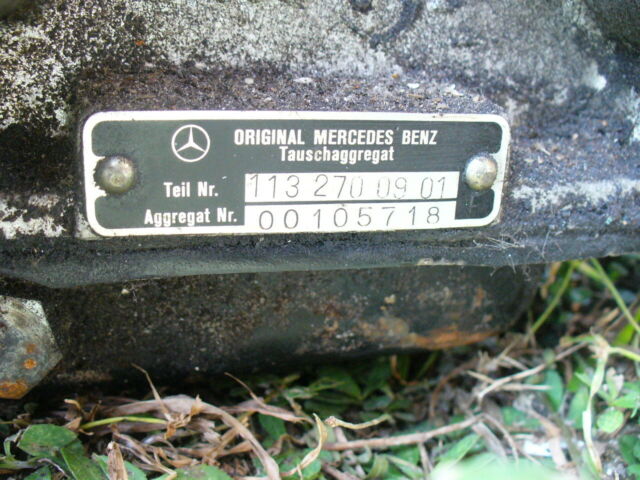 ORIGINAL MERCEDES BENZ
Tauschaggregat
Teil Nr. 113 270 09 01
Aggregat Nr. 00105718